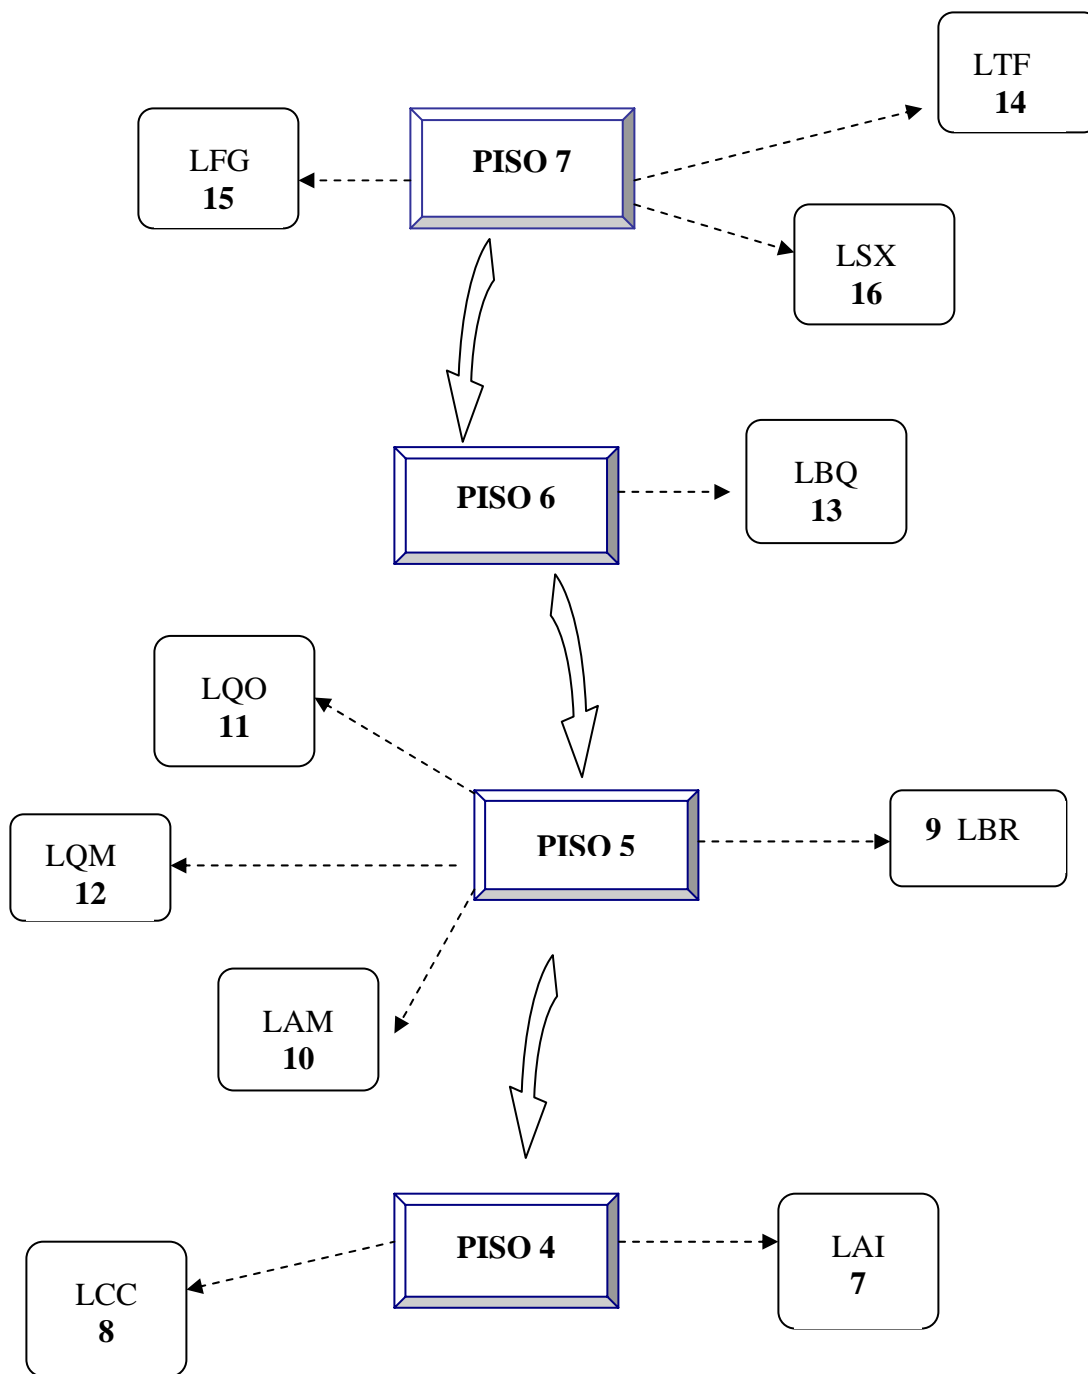 LTF
14
PISO 7
LFG
15
LSX
16
PISO 6
LBQ
13
LQO
11
PISO 5
9 LBR
LQM
12
LAM
10
PISO 4
LAI
7
LCC
8